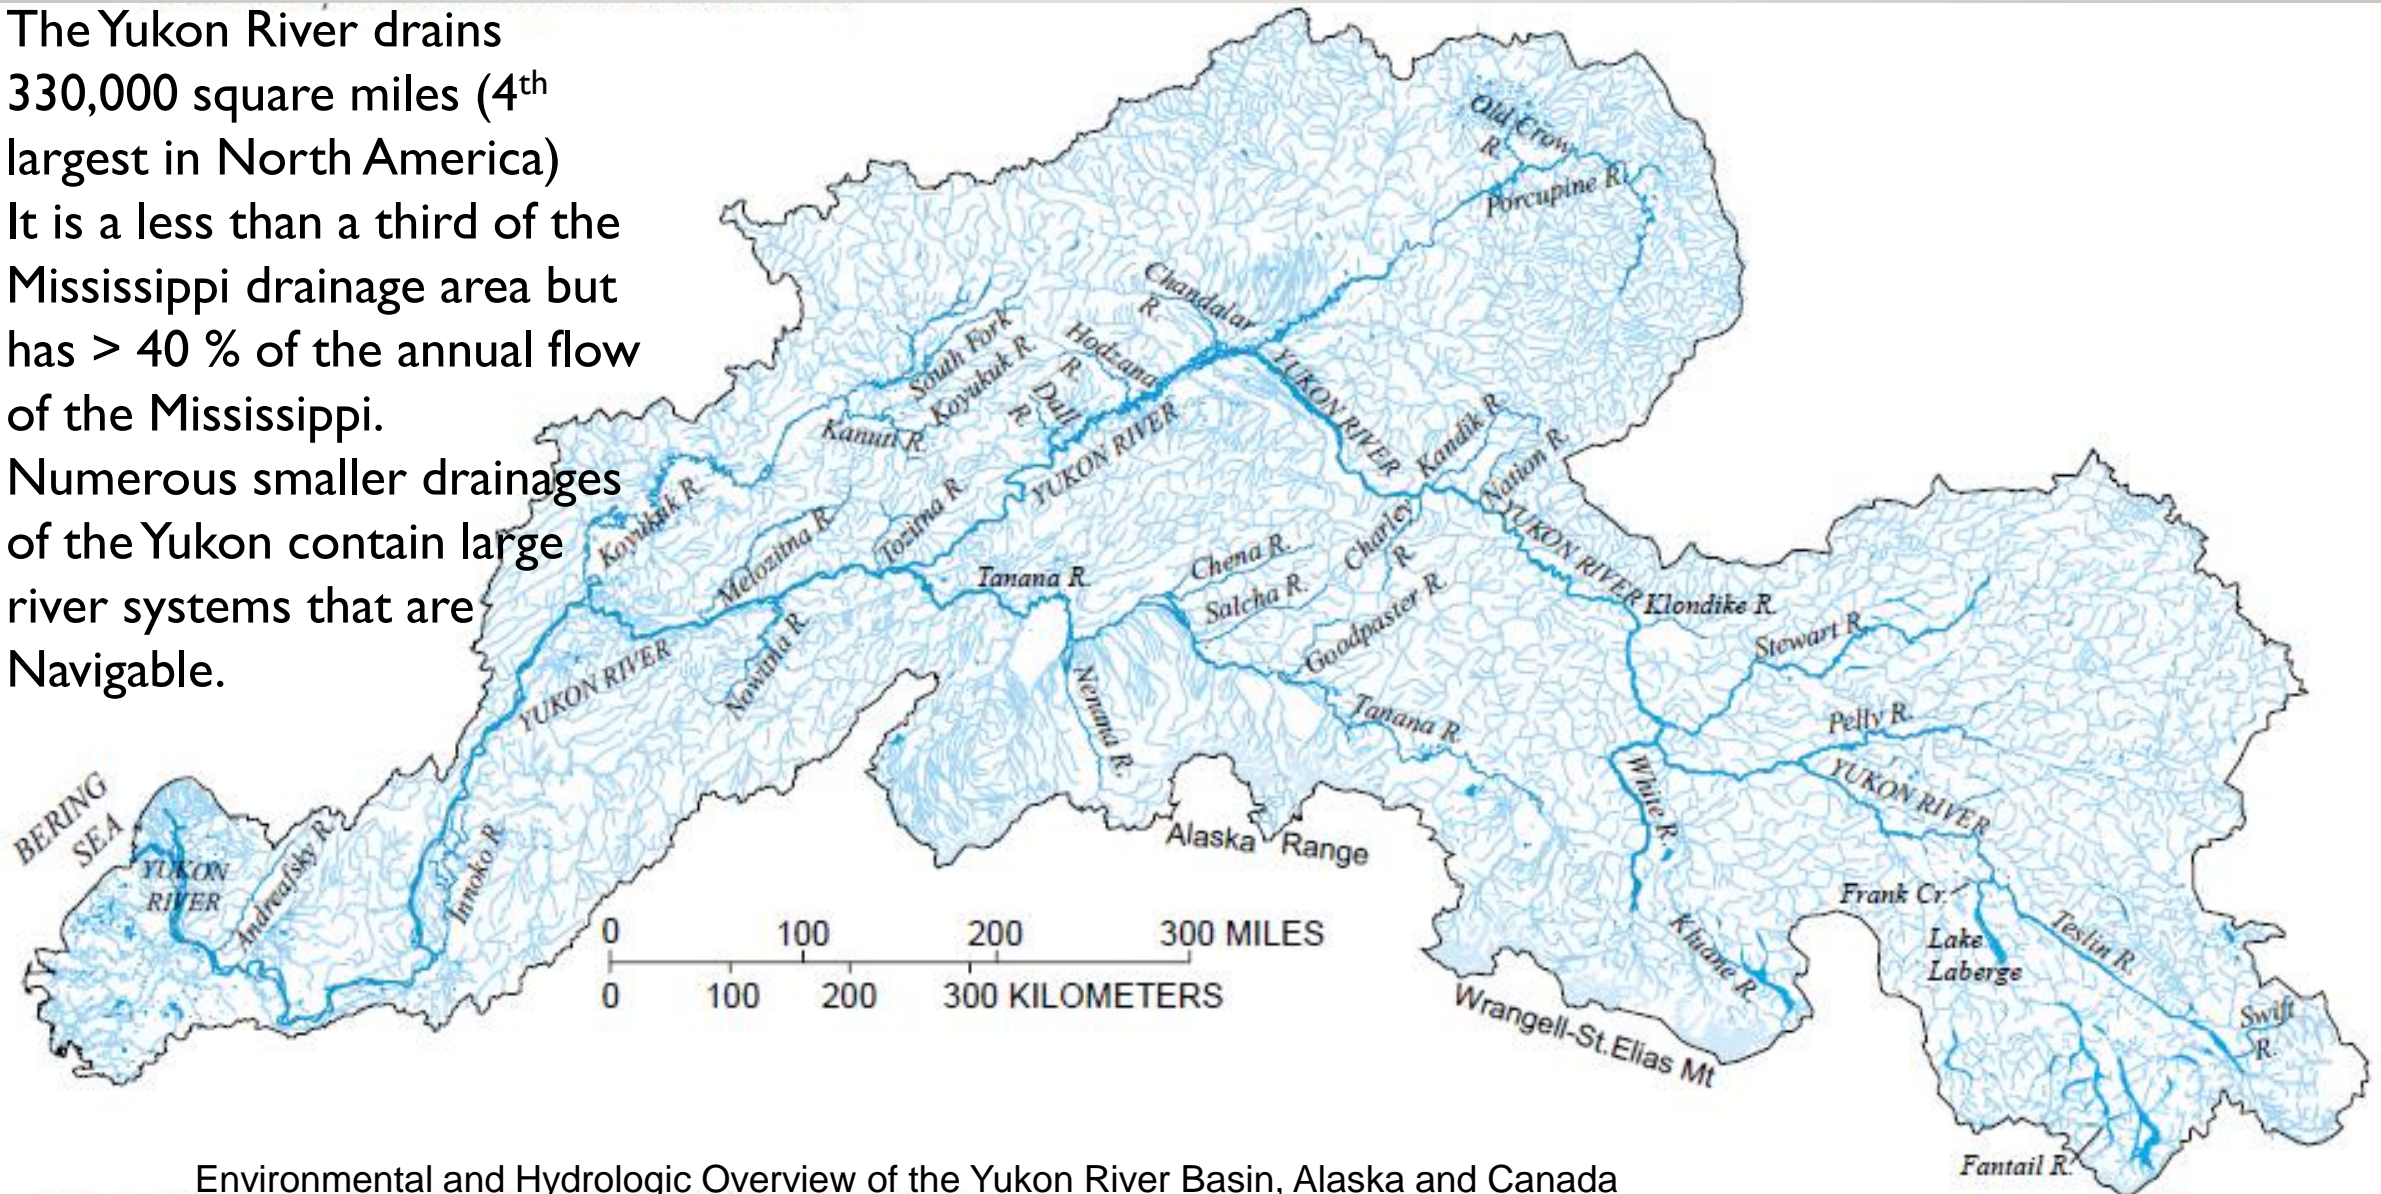 The Yukon River drains
330,000 square miles (4th
largest in North America)
It is a less than a third of the
Mississippi drainage area but
has > 40 % of the annual flow
of the Mississippi.
Numerous smaller drainages
of the Yukon contain large
river systems that are
Navigable.
Old Crow
R.
Porcupine R.
Chandalar
R.
South Fork
Koyukuk R.
Hodzana
R.
Dall
R.
Kanuti R.
YUKON RIVER
YUKON RIVER
Kandik R.
Nation R.
Koyukuk R.
Melozitna R.
Tozitna R.
Charley
R.
YUKON RIVER
Chena R.
Tanana R.
Salcha R.
Goodpaster R.
Klondike R.
Stewart R.
YUKON RIVER
Nowitna R.
Nenana R.
Tanana R.
Pelly R.
YUKON RIVER
White R.
BERING
SEA
YUKON
RIVER
Andreafsky R.
Innoko R.
Alaska Range
Frank Cr.
Lake
Laberge
Teslin R.
Kluane R.
Swift
R.
0 100 200 300 MILES
0 100 200 300 KILOMETERS
Wrangell-St.Elias Mt
Fantail R.
Environmental and Hydrologic Overview of the Yukon River Basin, Alaska and Canada